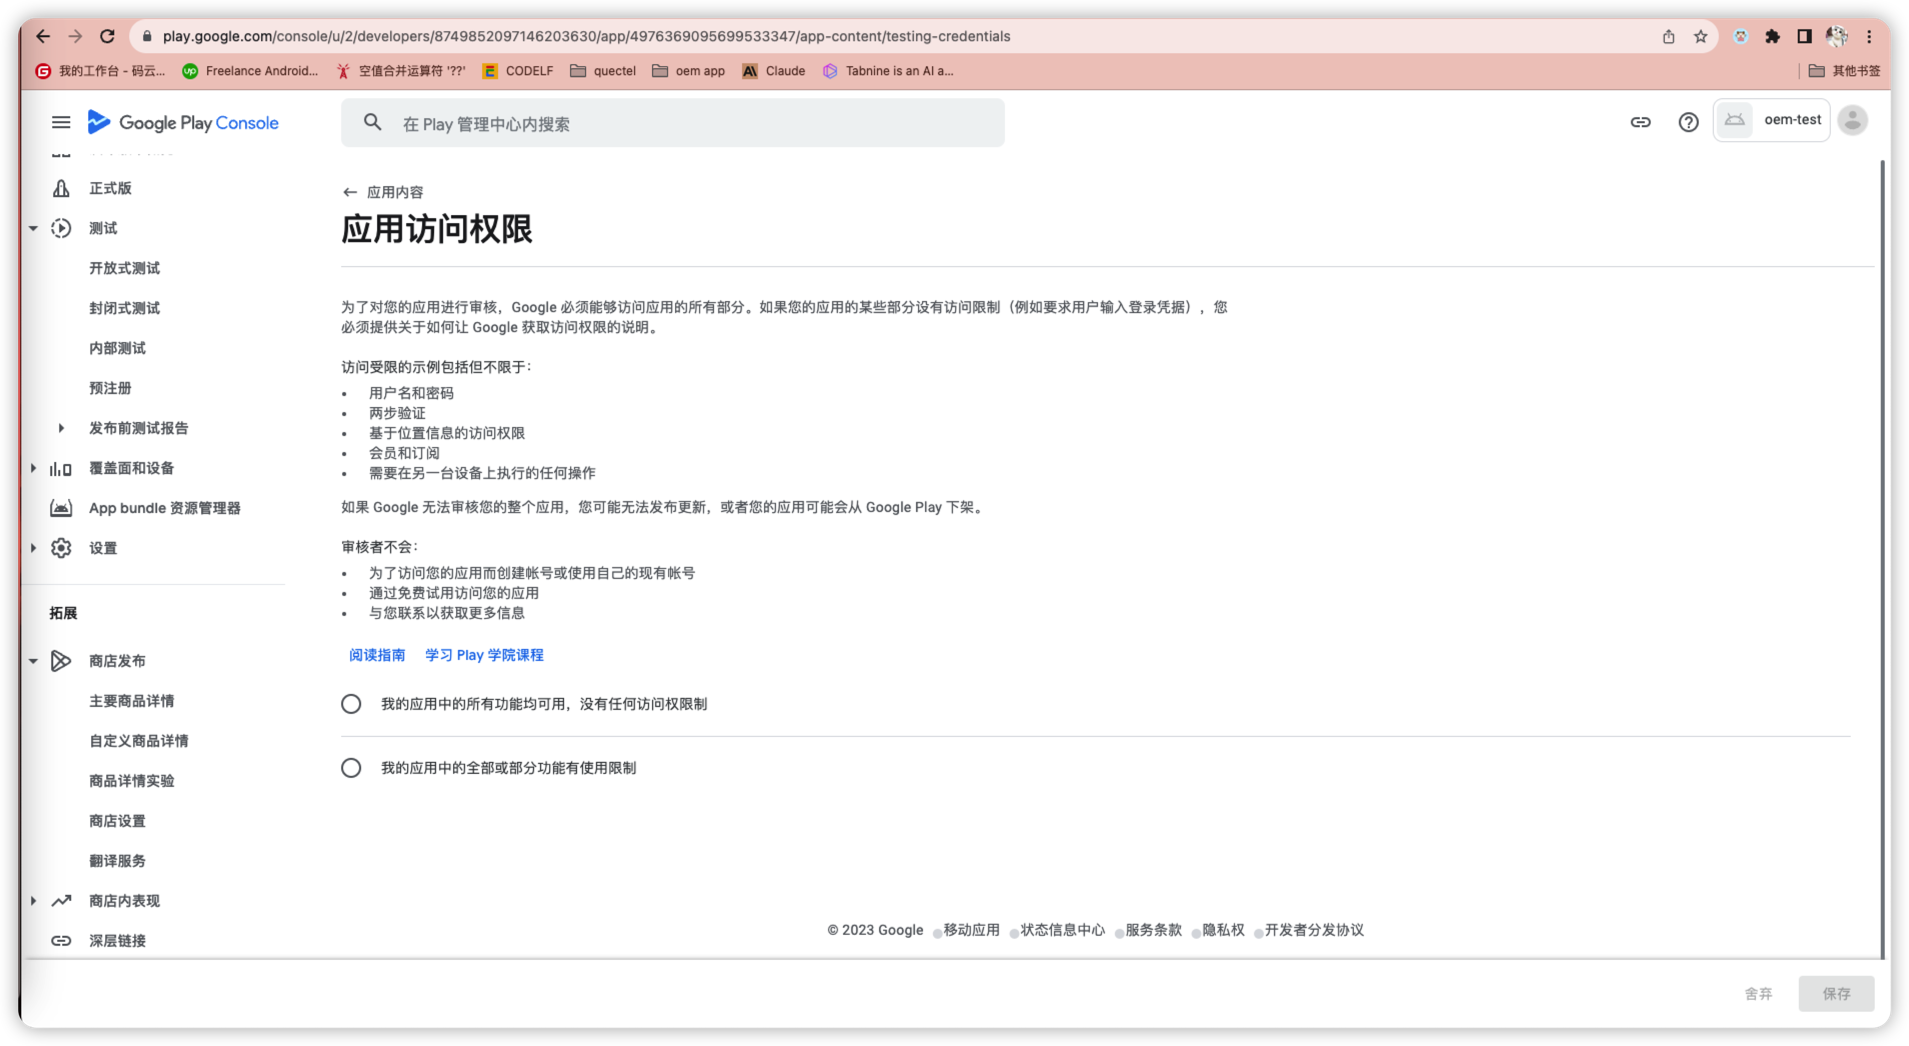 play.google.com/console/u/2/developers/8749852097146203630/app/4976369095699533347/app-content/testing-credentials
我的工作台 - 码云...
Freelance Android...
空值合并运算符 '??'
CODELF
quectel
oem app
Claude
Tabnine is an AI a...
其他书签
Google Play Console
在 Play 管理中心内搜索
oem-test
正式版
测试
开放式测试
封闭式测试
内部测试
预注册
发布前测试报告
覆盖面和设备
App bundle 资源管理器
设置
拓展
商店发布
主要商品详情
自定义商品详情
商品详情实验
商店设置
翻译服务
商店内表现
深层链接
应用内容
应用访问权限
为了对您的应用进行审核，Google 必须能够访问应用的所有部分。如果您的应用的某些部分设有访问限制（例如要求用户输入登录凭据），您
必须提供关于如何让 Google 获取访问权限的说明。
访问受限的示例包括但不限于：
• 用户名和密码
• 两步验证
• 基于位置信息的访问权限
• 会员和订阅
• 需要在另一台设备上执行的任何操作
如果 Google 无法审核您的整个应用，您可能无法发布更新，或者您的应用可能会从 Google Play 下架。
审核者不会：
• 为了访问您的应用而创建帐号或使用自己的现有帐号
• 通过免费试用访问您的应用
• 与您联系以获取更多信息
阅读指南 学习 Play 学院课程
我的应用中的所有功能均可用，没有任何访问权限制
我的应用中的全部或部分功能有使用限制
© 2023 Google 移动应用 状态信息中心 服务条款 隐私权 开发者分发协议
舍弃
保存